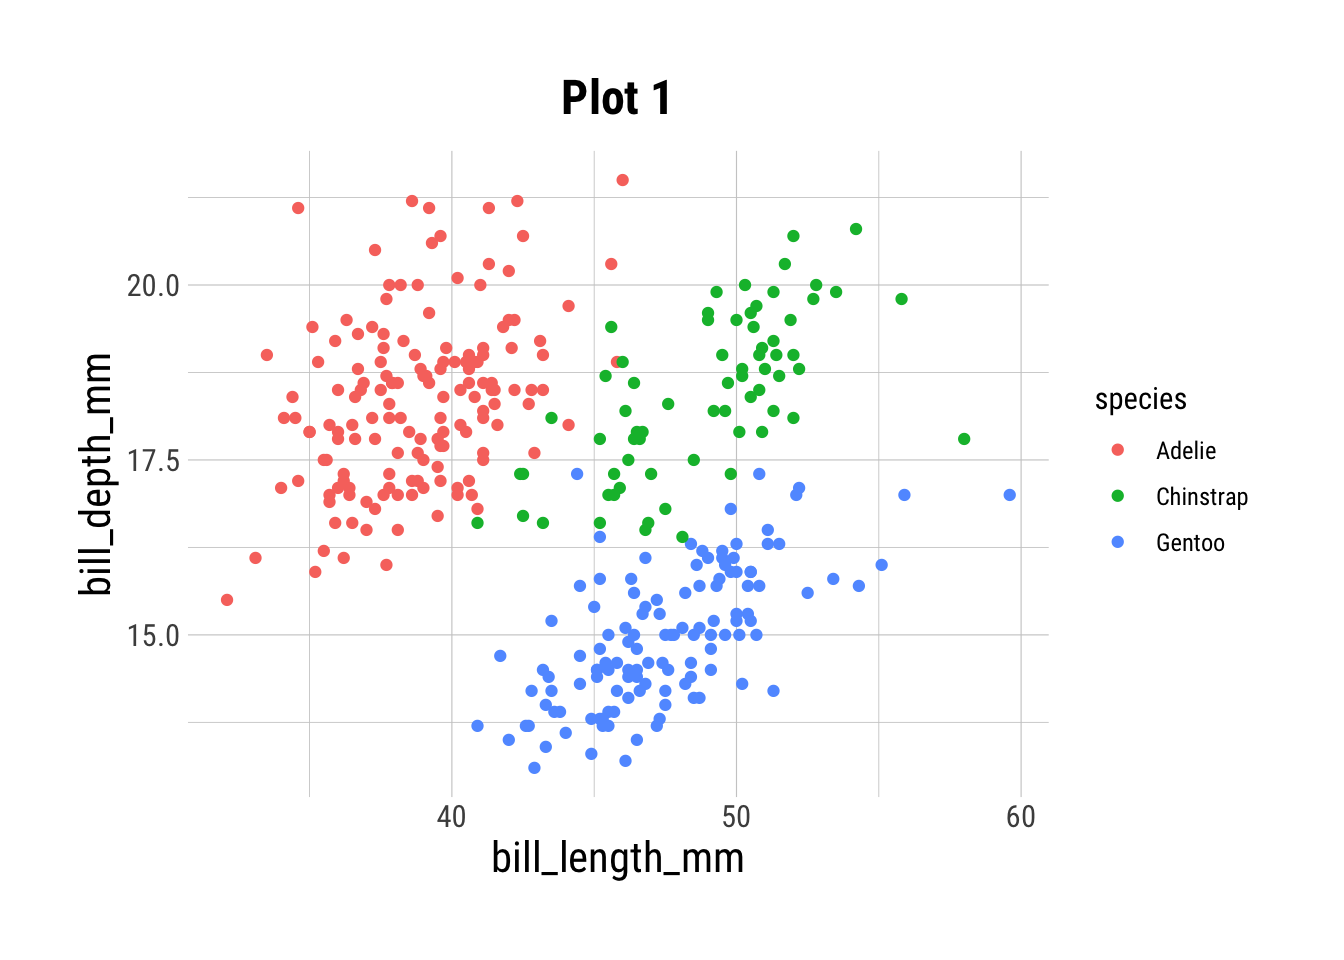 Plot 1
bill_depth_mm
20.0
17.5
15.0
40 50 60
bill_length_mm
species
Adelie
Chinstrap
Gentoo